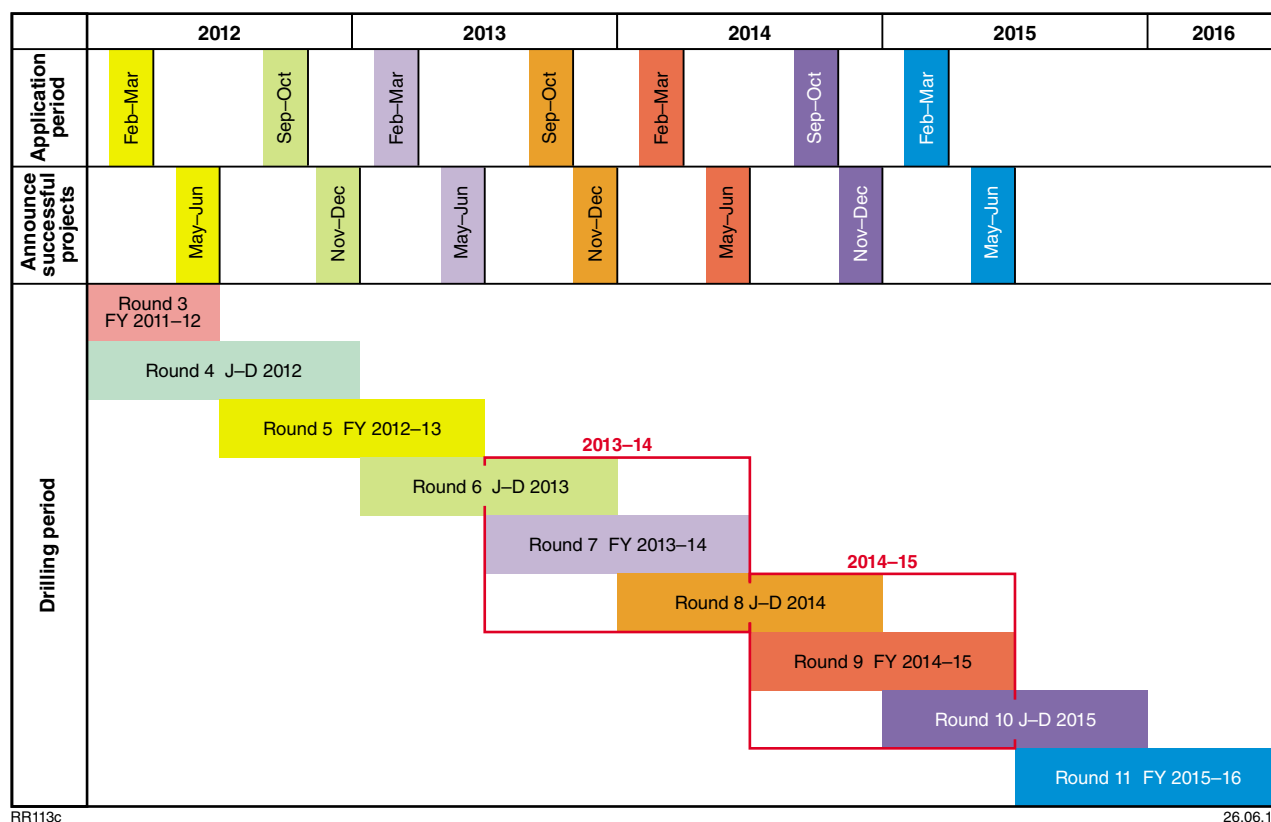 2012 2013 2014 2015 2016
Application
period
Feb–Mar
Sep–Oct
Feb–Mar
Sep–Oct
Feb–Mar
Sep–Oct
Feb–Mar
Announce
successful
projects
May–Jun
Nov–Dec
May–Jun
Nov–Dec
May–Jun
Nov–Dec
May–Jun
Drilling period
Round 3
FY 2011–12
Round 4 J–D 2012
Round 5 FY 2012–13
2013–14
Round 6 J–D 2013
Round 7 FY 2013–14
2014–15
Round 8 J–D 2014
Round 9 FY 2014–15
Round 10 J–D 2015
Round 11 FY 2015–16
RR113c
26.06.1